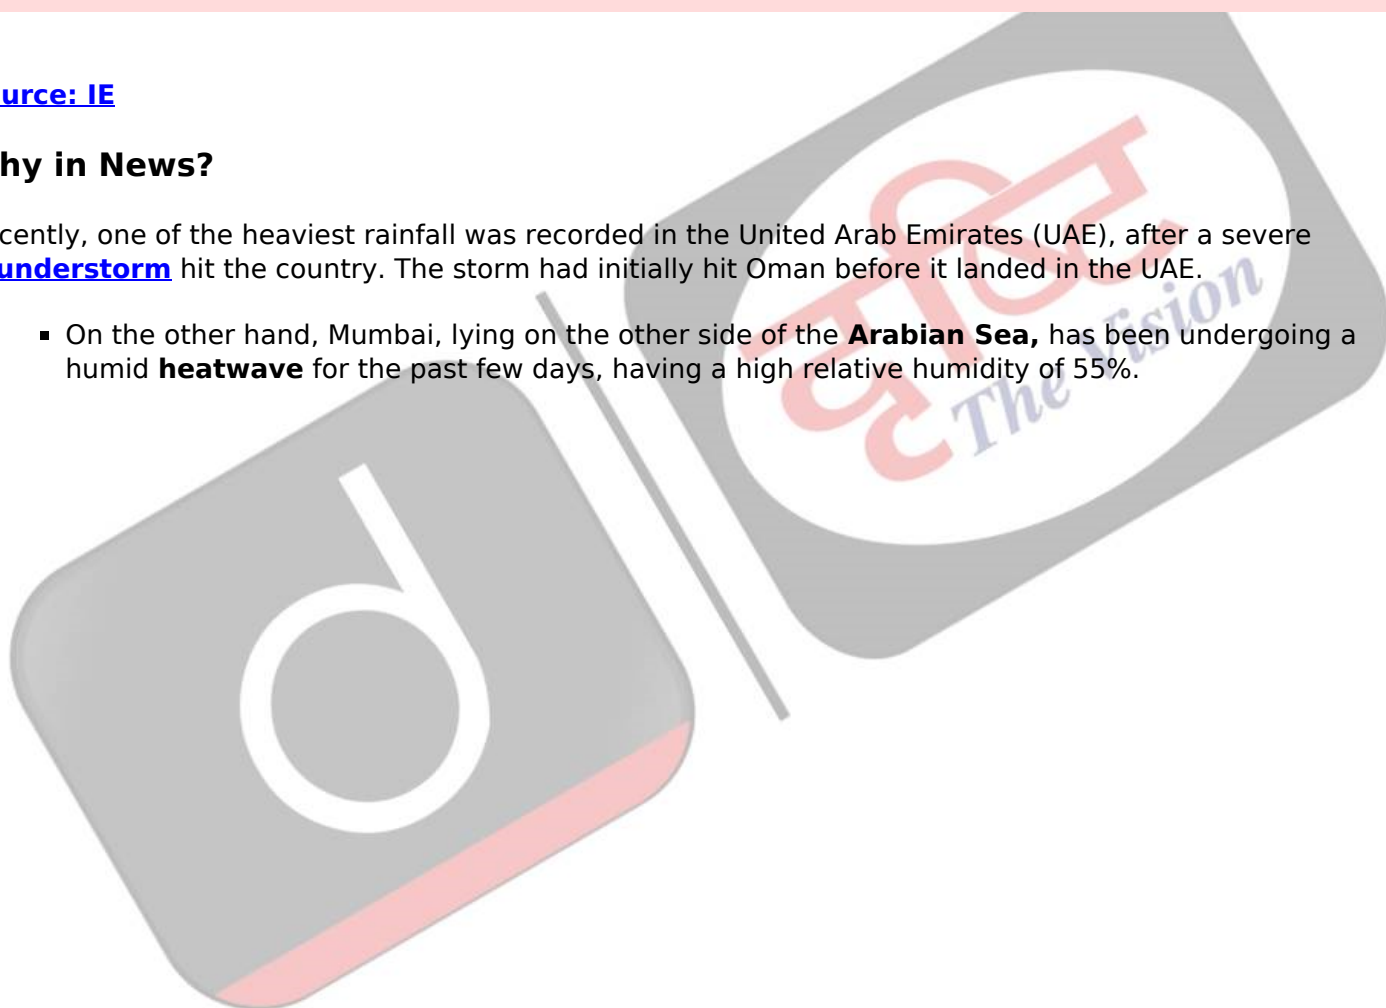 urce: IE
hy in News?
cently, one of the heaviest rainfall was recorded in the United Arab Emirates (UAE), after a severe
understorm hit the country. The storm had initially hit Oman before it landed in the UAE.
▪ On the other hand, Mumbai, lying on the other side of the Arabian Sea, has been undergoing a
humid heatwave for the past few days, having a high relative humidity of 55%.
दृष्टि
The Vision
d